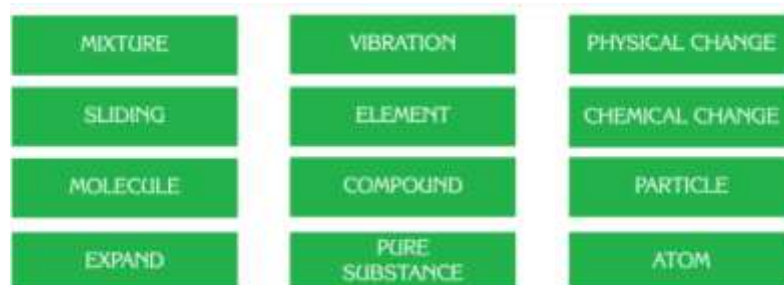 MIXTURE
VIBRATION
PHYSICAL CHANGE
SLIDING
ELEMENT
CHEMICAL CHANGE
MOLECULE
COMPOUND
PARTICLE
EXPAND
PURE
SUBSTANCE
ATOM